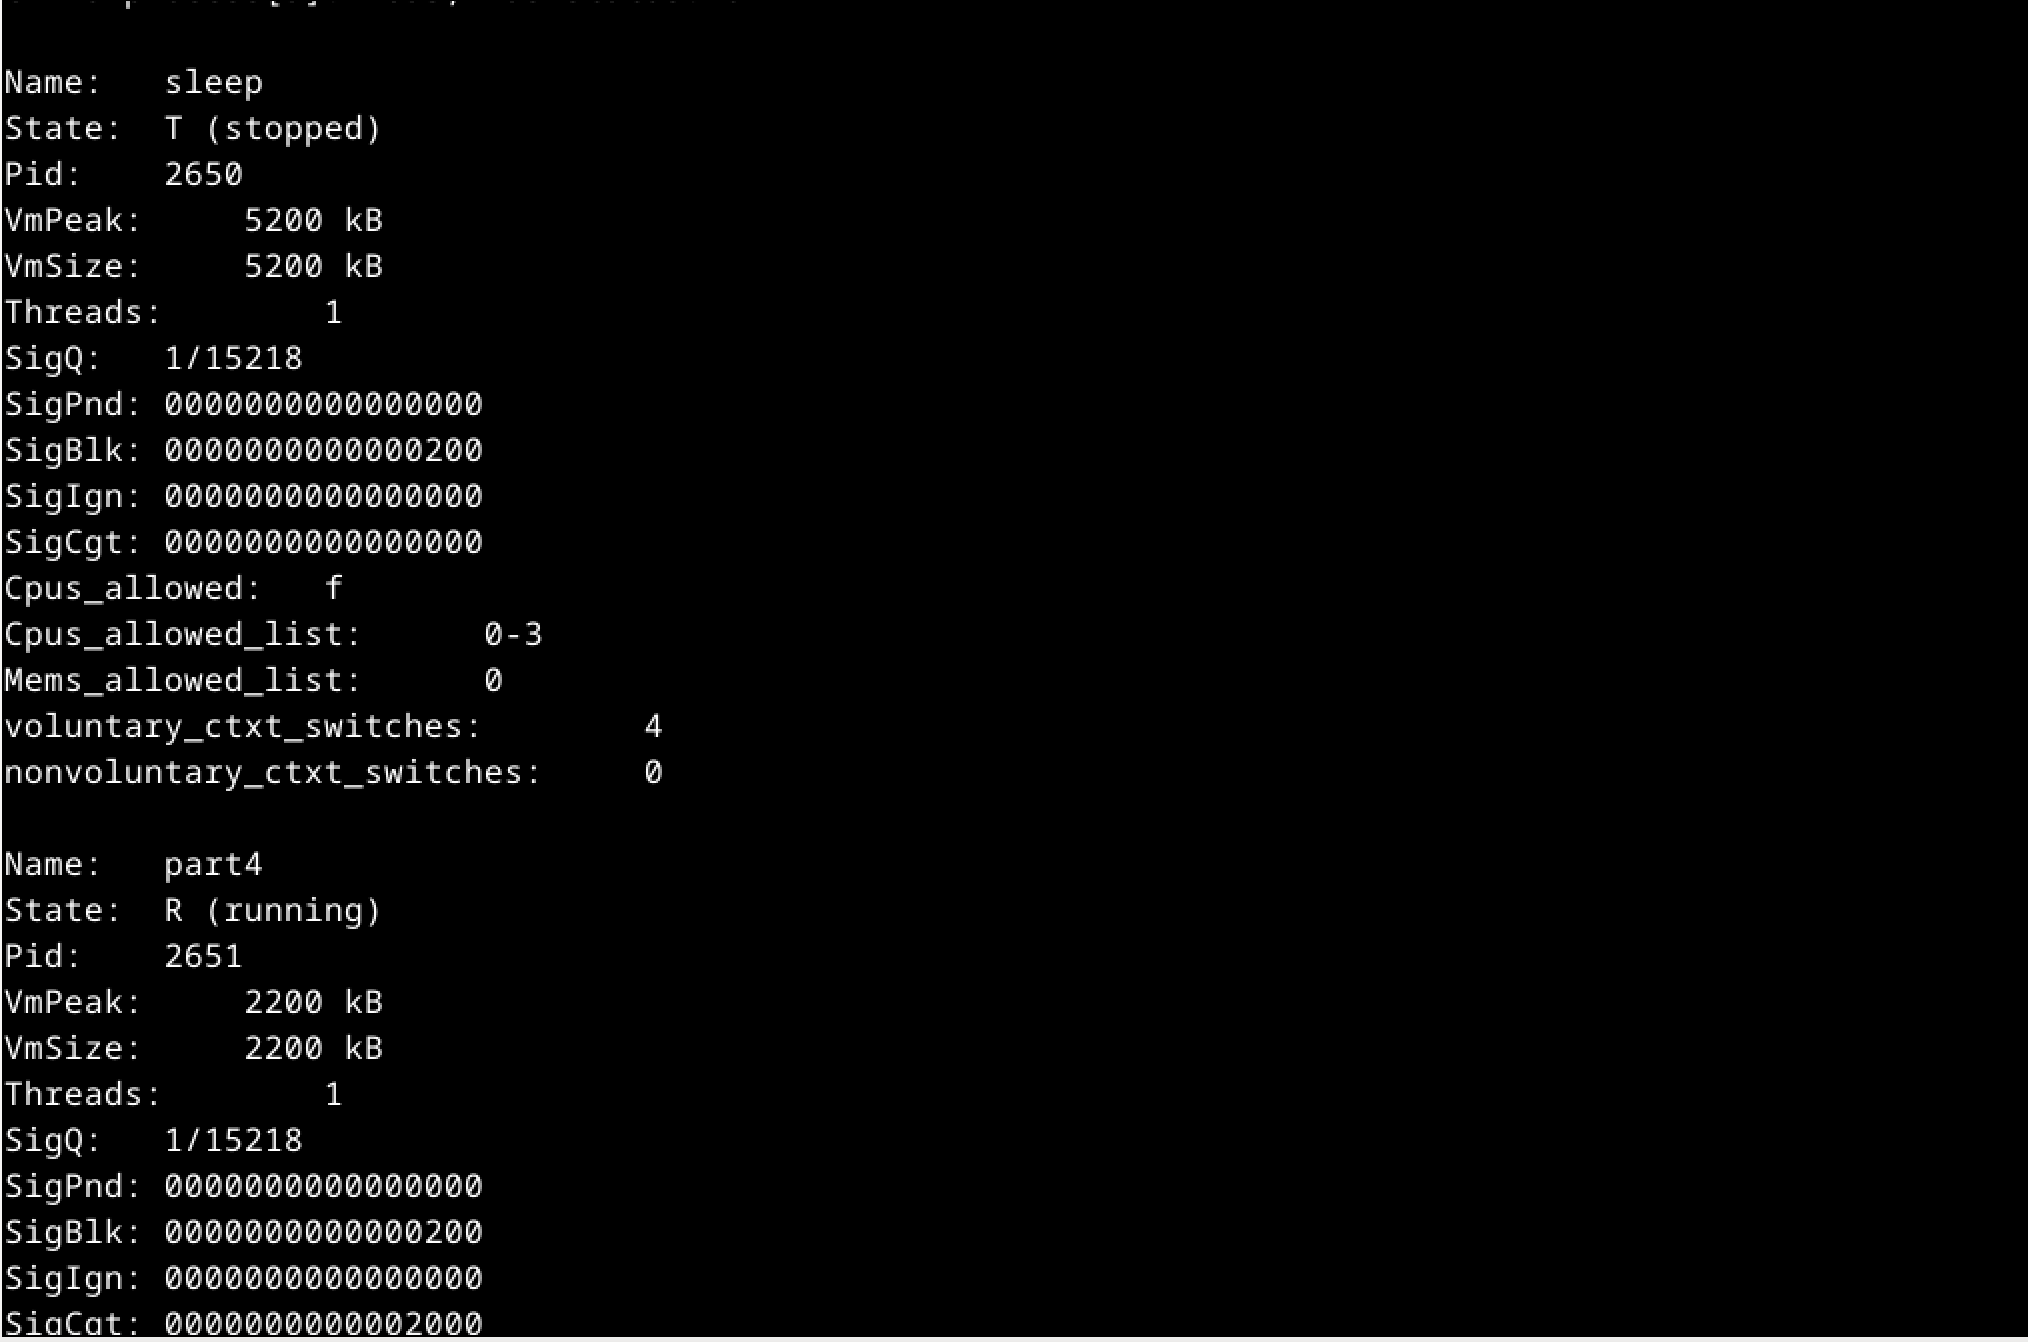 Name:   sleep
State:  T (stopped)
Pid:    2650
VmPeak:     5200 kB
VmSize:     5200 kB
Threads:        1
SigQ:   1/15218
SigPnd: 0000000000000000
SigBlk: 0000000000000200
SigIgn: 0000000000000000
SigCgt: 0000000000000000
Cpus_allowed:   f
Cpus_allowed_list:      0-3
Mems_allowed_list:      0
voluntary_ctxt_switches:        4
nonvoluntary_ctxt_switches:     0
Name:   part4
State:  R (running)
Pid:    2651
VmPeak:     2200 kB
VmSize:     2200 kB
Threads:        1
SigQ:   1/15218
SigPnd: 0000000000000000
SigBlk: 0000000000000200
SigIgn: 0000000000000000
SigCgt: 0000000000002000